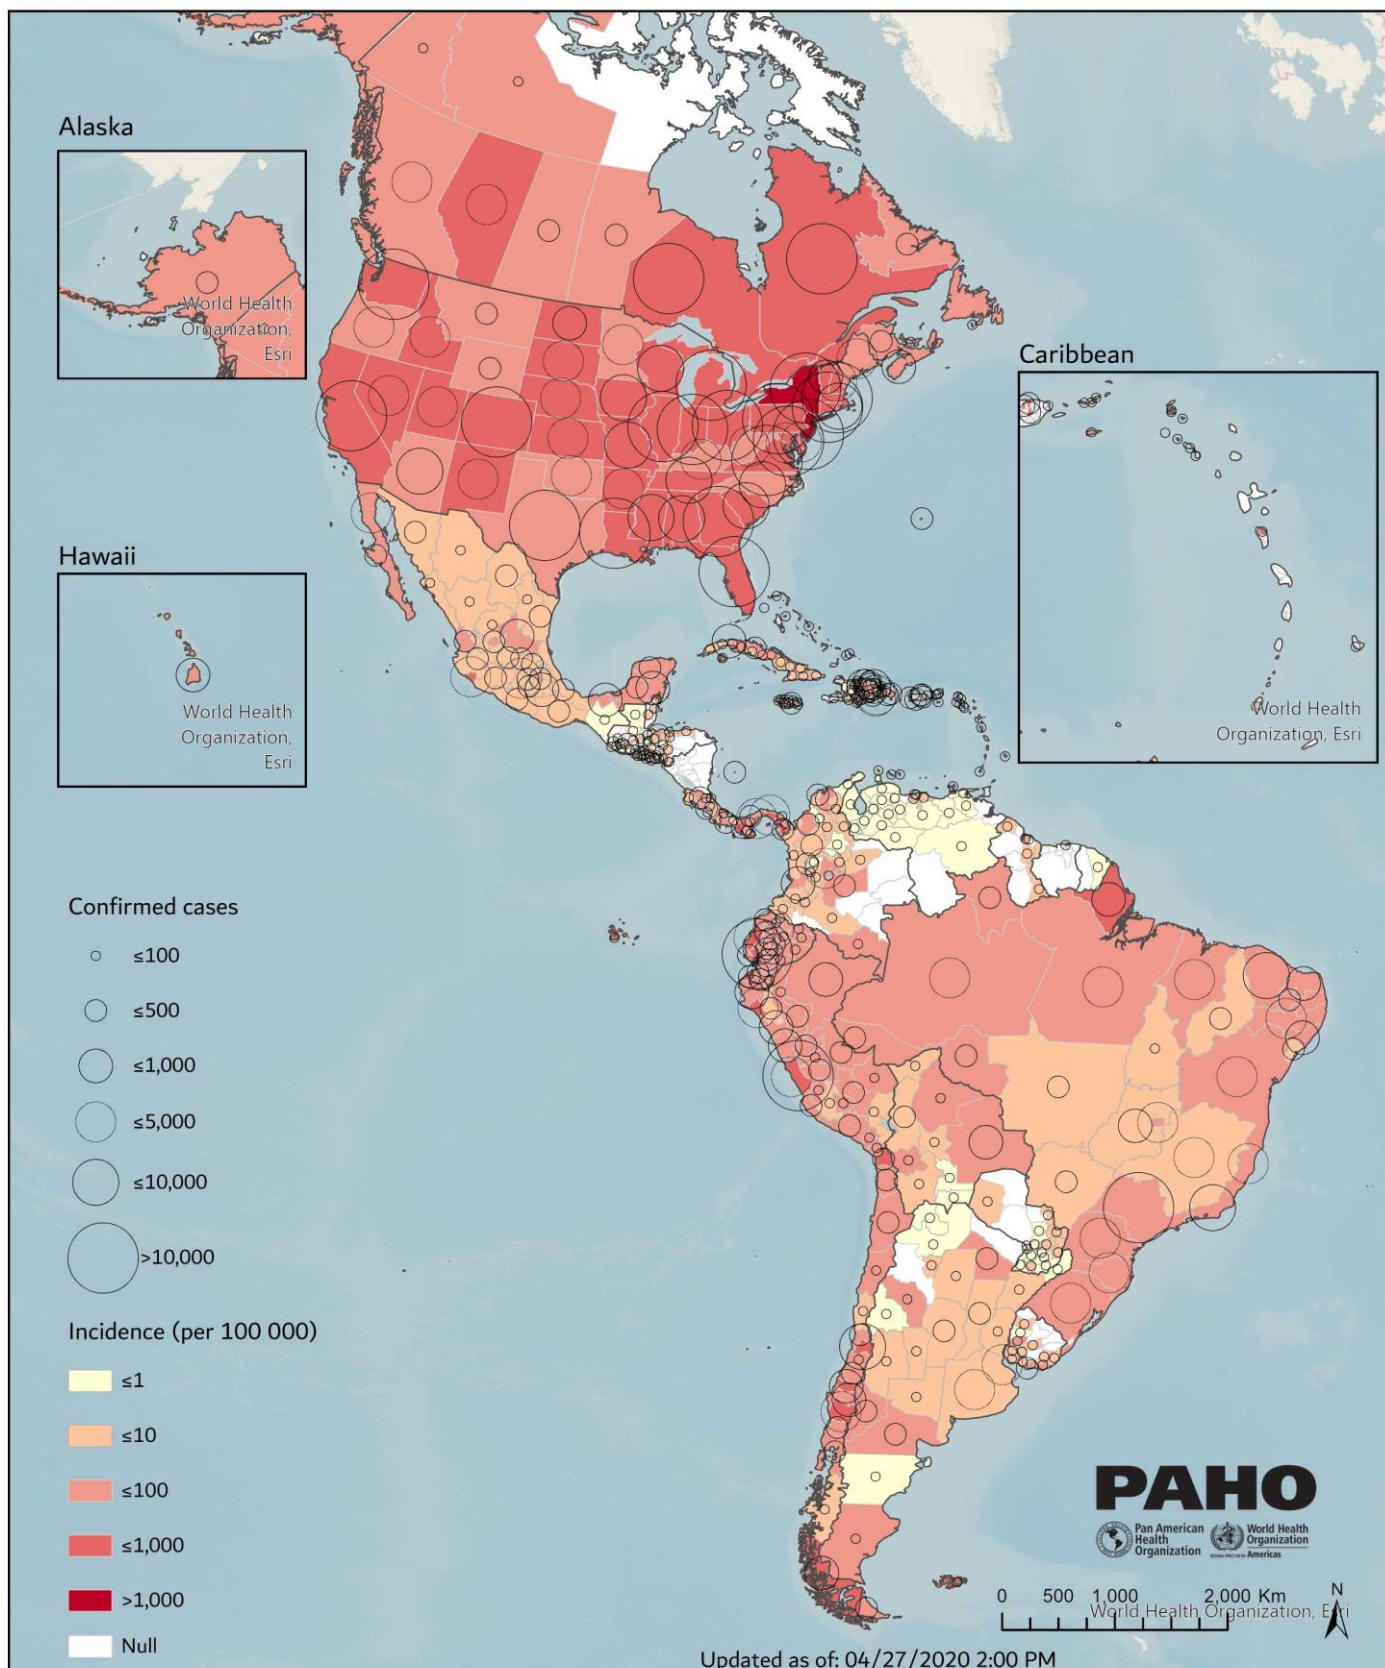 Alaska
World Health
Organization,
Esri
Hawaii
World Health
Organization,
Esri
Caribbean
World Health
Organization, Esri
Confirmed cases
≤100
≤500
≤1,000
≤5,000
≤10,000
>10,000
Incidence (per 100 000)
≤1
≤10
≤100
≤1,000
>1,000
Null
PAHO
Pan American
Health
Organization
World Health
Organization
Americas
0 500 1,000 2,000 Km
N
World Health Organization, Esri
Updated as of: 04/27/2020 2:00 PM